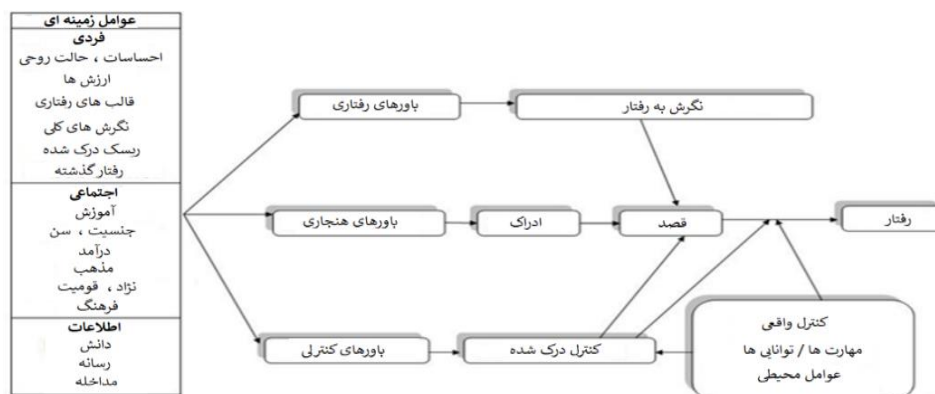 عوامل زمینه ای
فردی
احساسات ، حالت روحی
ارزش ها
قالب های رفتاری
نگرش های کلی
ریسک درک شده
رفتار گذشته
اجتماعی
آموزش
جنسیت ، سن
درآمد
مذهب
نژاد ، قومیت
فرهنگ
اطلاعات
دانش
رسانه
مداخله
باورهای رفتاری
نگرش به رفتار
باورهای هنجاری
ادراک
قصد
رفتار
باورهای کنترلی
کنترل درک شده
کنترل واقعی
مهارت ها / توانایی ها
عوامل محیطی